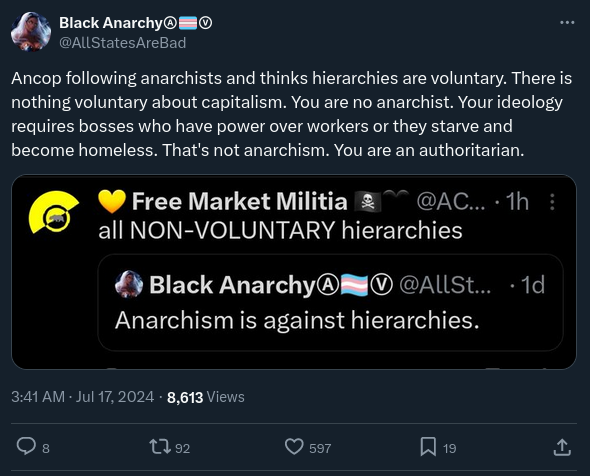 Black AnarchyⒶ🏳️‍⚧️Ⓥ
@AllStatesAreBad
Ancop following anarchists and thinks hierarchies are voluntary. There is
nothing voluntary about capitalism. You are no anarchist. Your ideology
requires bosses who have power over workers or they starve and
become homeless. That's not anarchism. You are an authoritarian.
💛 Free Market Militia 🏴‍☠️🖤 @AC... · 1h
all NON-VOLUNTARY hierarchies
Black AnarchyⒶ🏳️‍⚧️Ⓥ @AllSt... · 1d
Anarchism is against hierarchies.
3:41 AM · Jul 17, 2024 · 8,613 Views
8 92 597 19